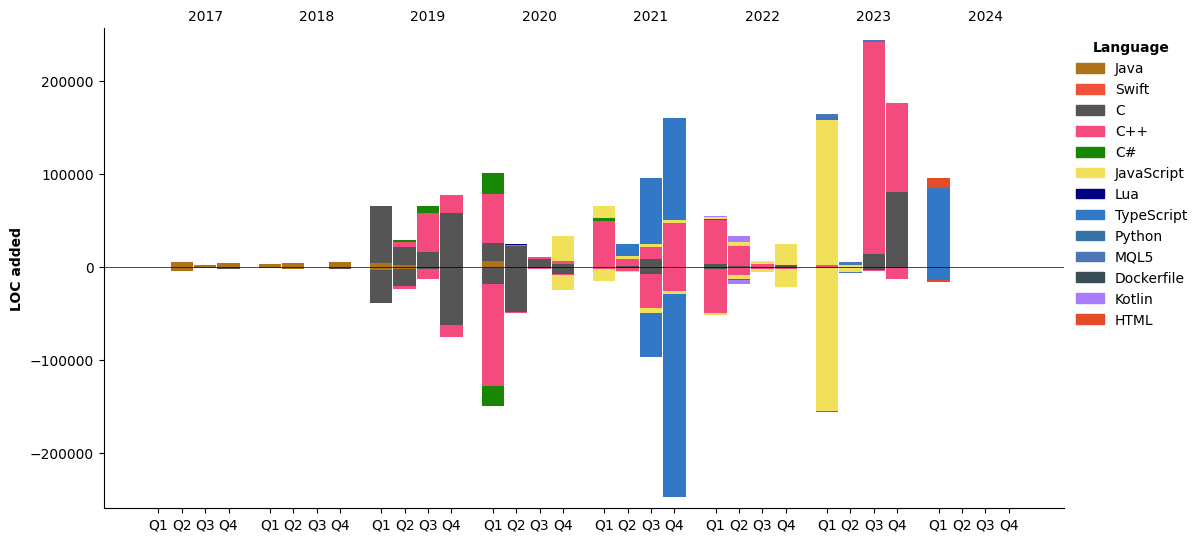 2017 2018 2019 2020 2021 2022 2023 2024
Language
Java
Swift
C
C++
C#
JavaScript
Lua
TypeScript
Python
MQL5
Dockerfile
Kotlin
HTML
LOC added
200000
100000
0
−100000
−200000
Q1 Q2 Q3 Q4 Q1 Q2 Q3 Q4 Q1 Q2 Q3 Q4 Q1 Q2 Q3 Q4 Q1 Q2 Q3 Q4 Q1 Q2 Q3 Q4 Q1 Q2 Q3 Q4 Q1 Q2 Q3 Q4